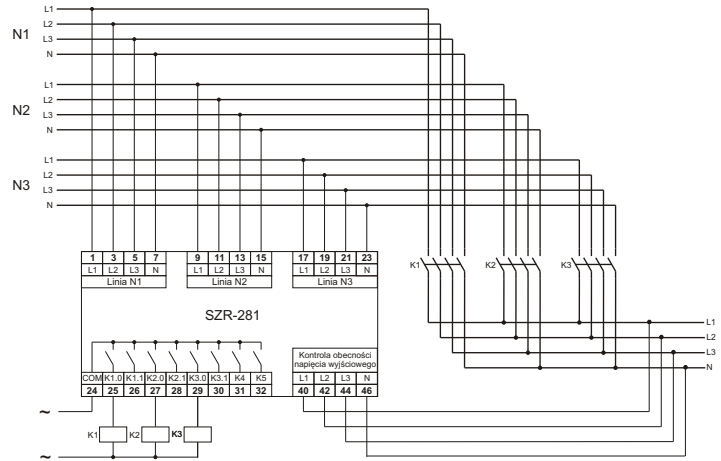 L1
L2
N1
L3
N
L1
L2
N2
L3
N
L1
L2
N3
L3
N
1 3 5 7 9 11 13 15 17 19 21 23
L1 L2 L3 N L1 L2 L3 N L1 L2 L3 N
Linia N1 Linia N2 Linia N3
K1 K2 K3
SZR-281
L1
L2
L3
N
Kontrola obecności
napięcia wyjściowego
COM K1.0 K1.1 K2.0 K2.1 K3.0 K3.1 K4 K5 L1 L2 L3 N
24 25 26 27 28 29 30 31 32 40 42 44 46
~
K1 K2 K3
~